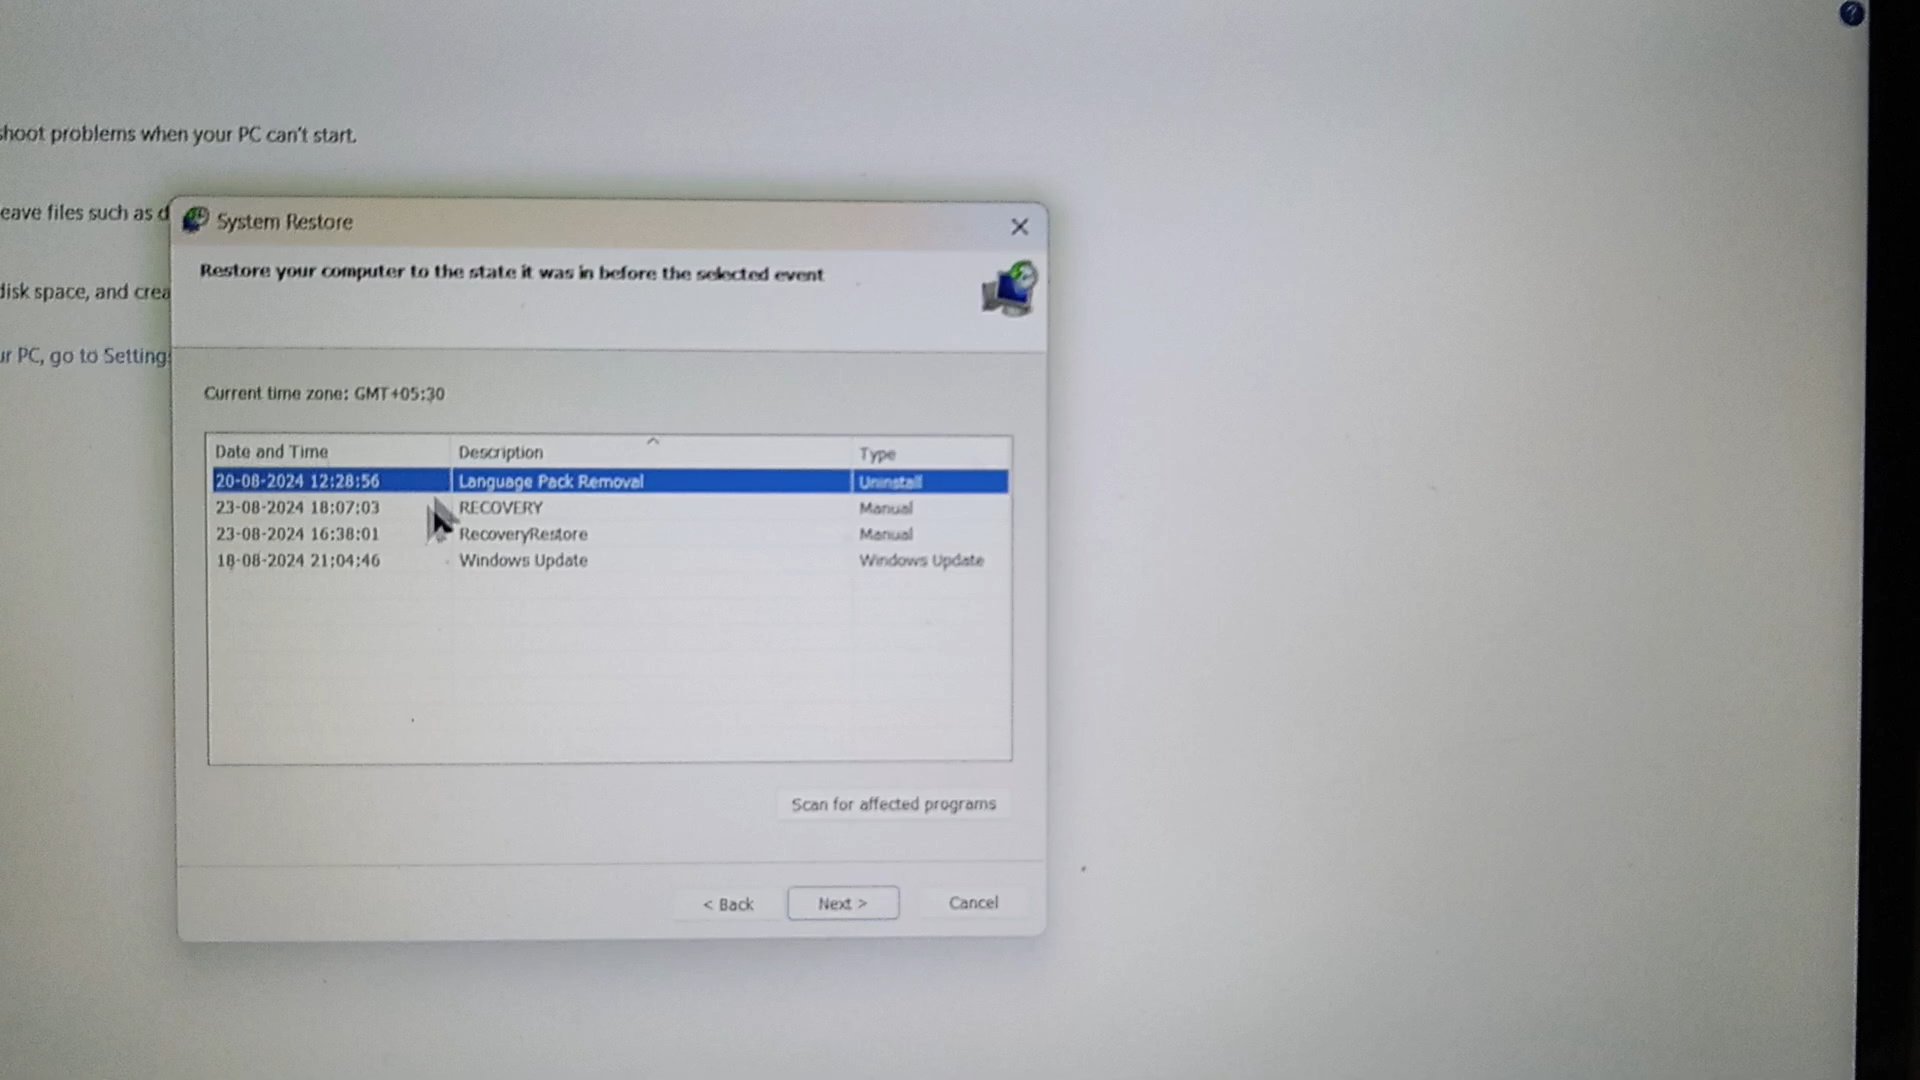 shoot problems when your PC can't start.
eave files such as d
disk space, and crea
ur PC, go to Settings
System Restore
Restore your computer to the state it was in before the selected event
Current time zone: GMT+05:30
Date and Time Description Type
20-08-2024 12:28:56 Language Pack Removal Uninstall
23-08-2024 18:07:03 RECOVERY Manual
23-08-2024 16:38:01 RecoveryRestore Manual
18-08-2024 21:04:46 Windows Update Windows Update
Scan for affected programs
< Back Next > Cancel